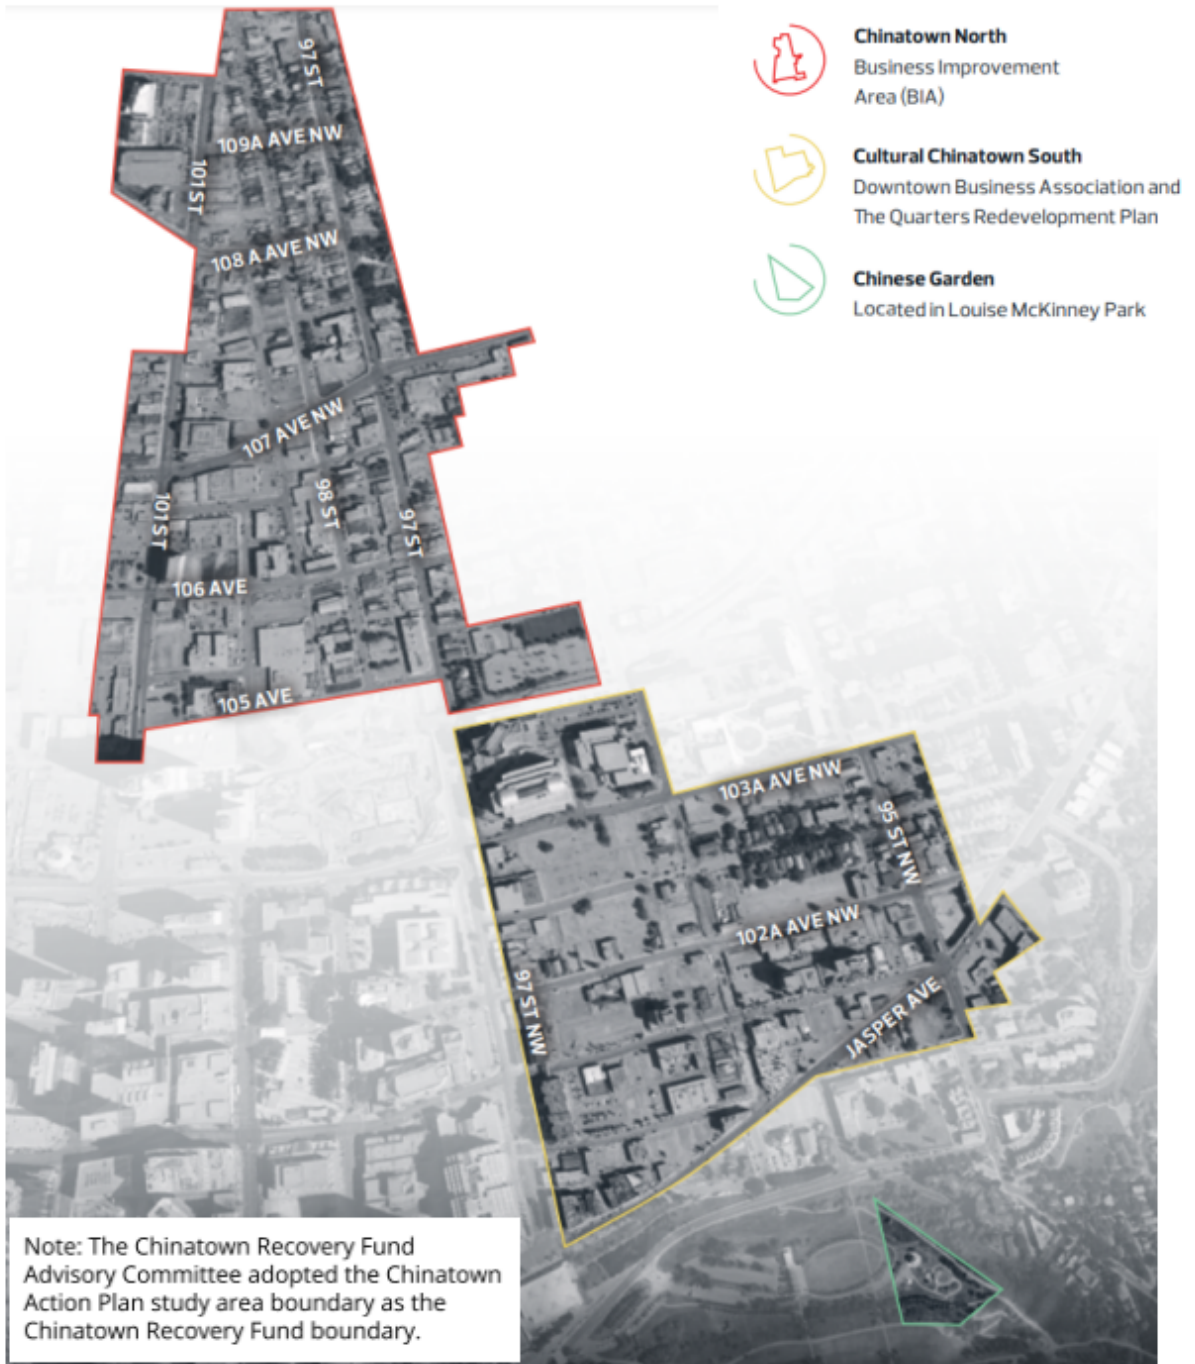 Chinatown North
Business Improvement
Area (BIA)
Cultural Chinatown South
Downtown Business Association and
The Quarters Redevelopment Plan
Chinese Garden
Located in Louise McKinney Park
97 ST
109A AVE NW
101 ST
108 A AVE NW
107 AVE NW
101 ST
98 ST
97 ST
106 AVE
105 AVE
103A AVE NW
95 ST NW
102A AVE NW
97 ST NW
JASPER AVE
Note: The Chinatown Recovery Fund
Advisory Committee adopted the Chinatown
Action Plan study area boundary as the
Chinatown Recovery Fund boundary.